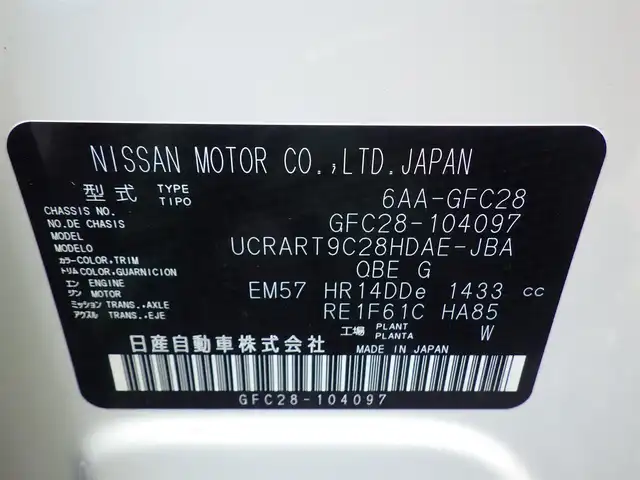 NISSAN MOTOR CO.,LTD.JAPAN
型式 TYPE TIPO 6AA-GFC28
CHASSIS NO.
NO.DE CHASIS GFC28-104097
MODEL
MODELO UCRART9C28HDAE-JBA
カラー COLOR,TRIM
トリム COLOR,GUARNICION QBE G
エン ENGINE
ジン MOTOR EM57 HR14DDe 1433 cc
ミッション TRANS.,AXLE
アクスル TRANS.,EJE RE1F61C HA85
工場 PLANT PLANTA W
日産自動車株式会社 MADE IN JAPAN
GFC28-104097